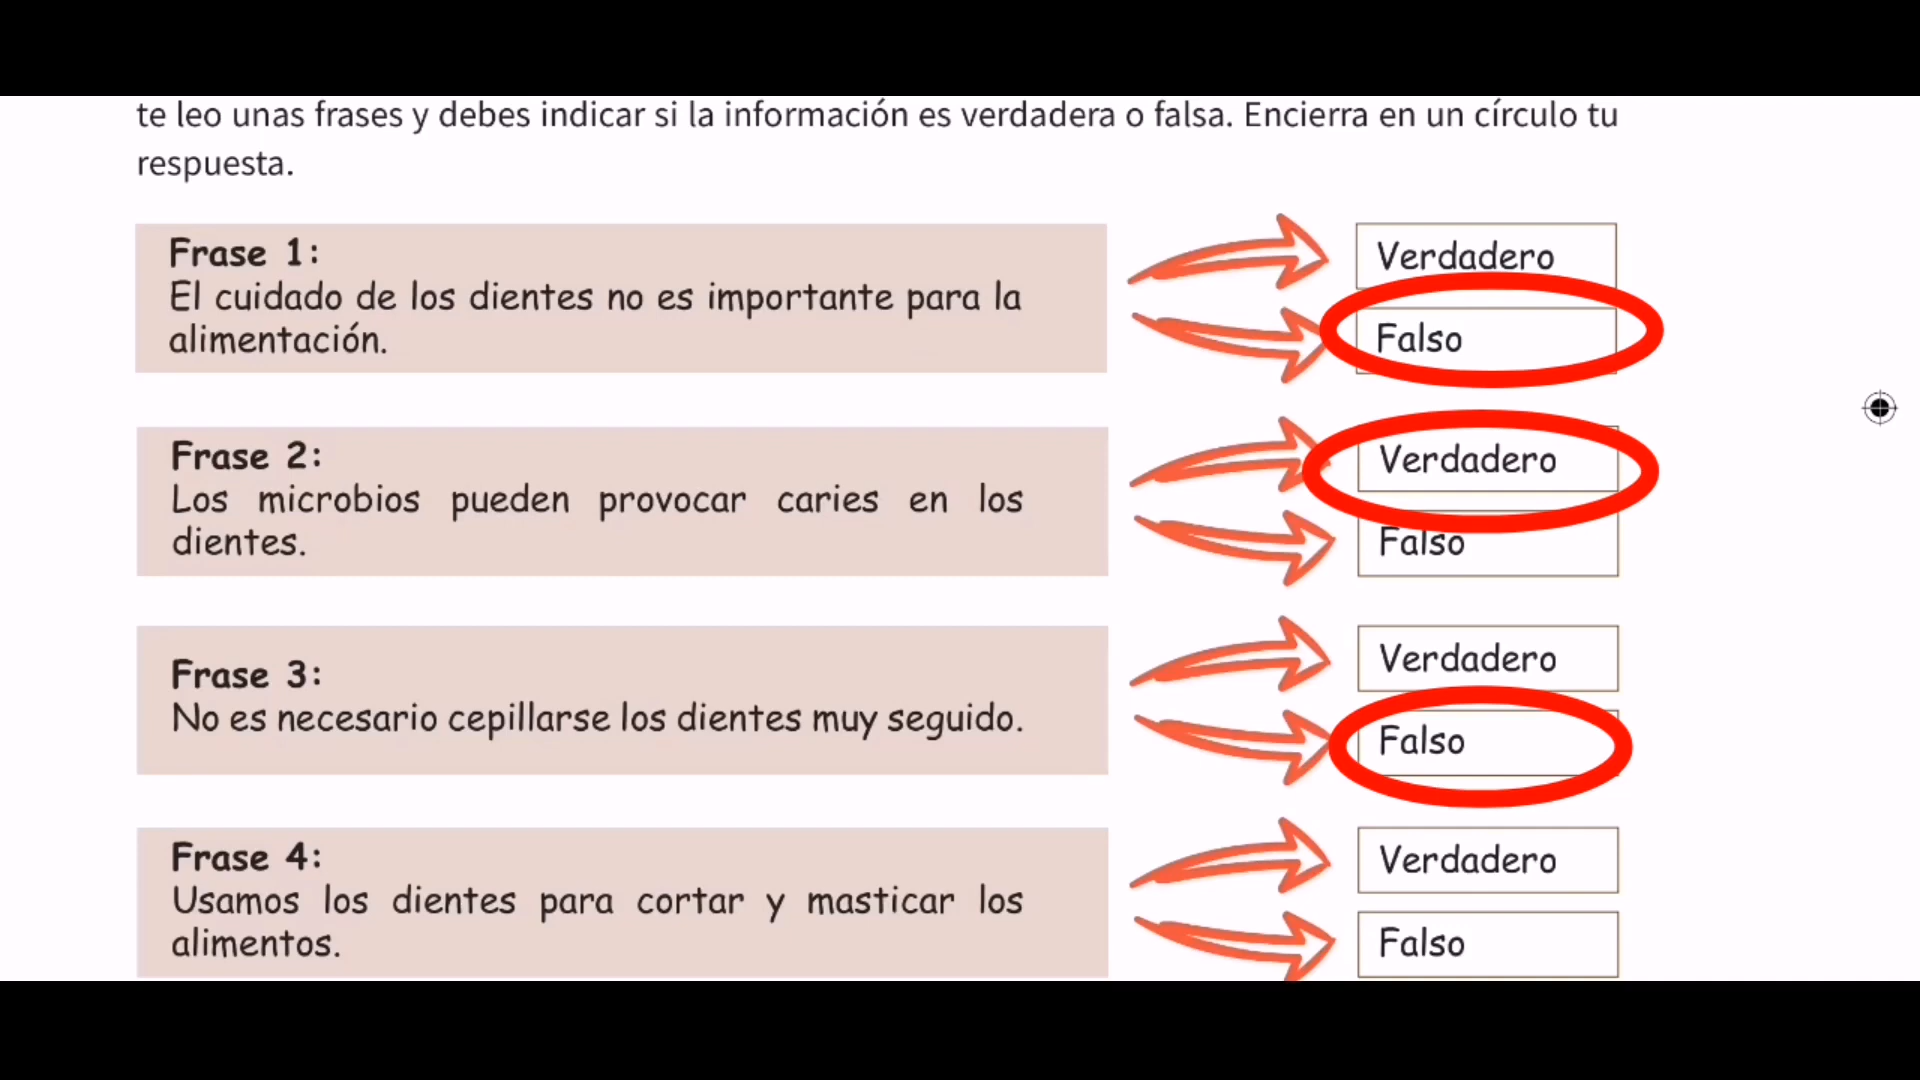 te leo unas frases y debes indicar si la información es verdadera o falsa. Encierra en un círculo tu
respuesta.
Frase 1:
El cuidado de los dientes no es importante para la
alimentación.
Verdadero
Falso
Frase 2:
Los microbios pueden provocar caries en los
dientes.
Verdadero
Falso
Frase 3:
No es necesario cepillarse los dientes muy seguido.
Verdadero
Falso
Frase 4:
Usamos los dientes para cortar y masticar los
alimentos.
Verdadero
Falso